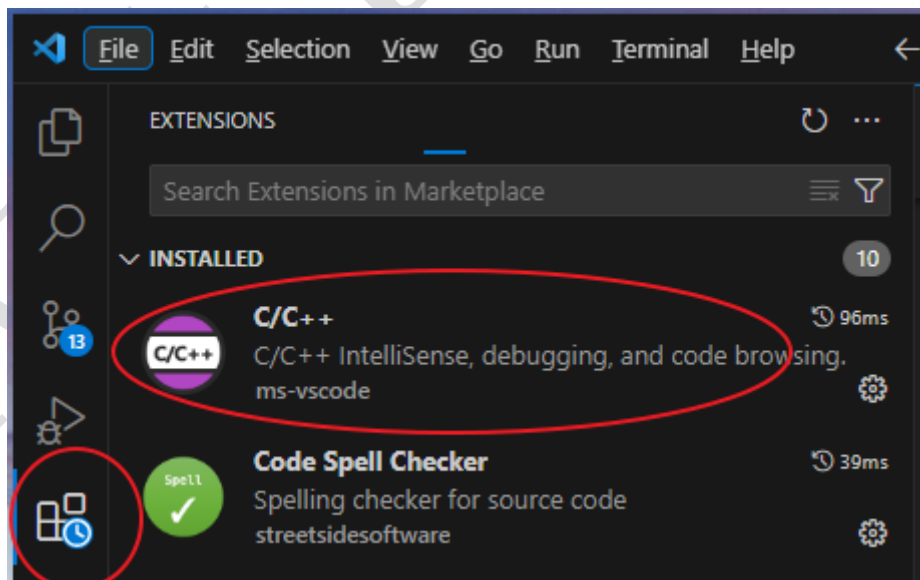 File Edit Selection View Go Run Terminal Help
EXTENSIONS
Search Extensions in Marketplace
INSTALLED
10
C/C++
96ms
C/C++
C/C++ IntelliSense, debugging, and code browsing.
ms-vscode
13
Code Spell Checker
39ms
Spell
Spelling checker for source code
streetsidesoftware